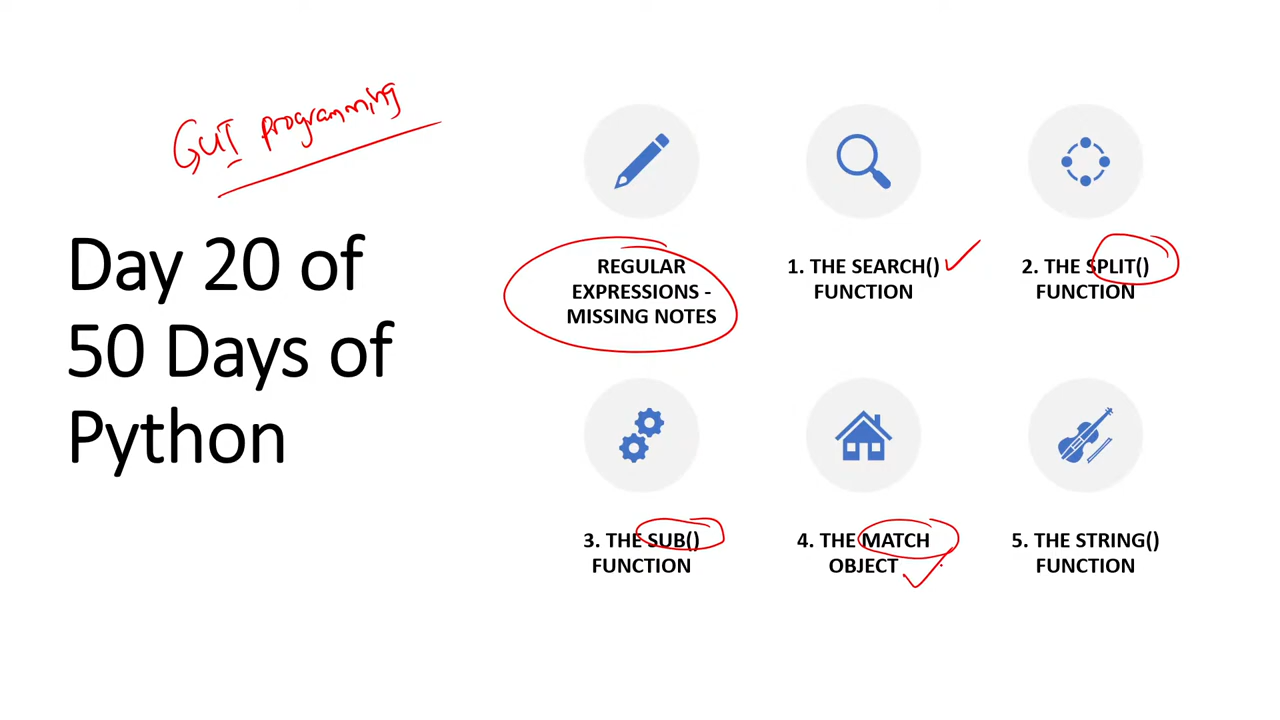 GUI programming
Day 20 of
50 Days of
Python
REGULAR
EXPRESSIONS -
MISSING NOTES
1. THE SEARCH()
FUNCTION
2. THE SPLIT()
FUNCTION
3. THE SUB()
FUNCTION
4. THE MATCH
OBJECT
5. THE STRING()
FUNCTION